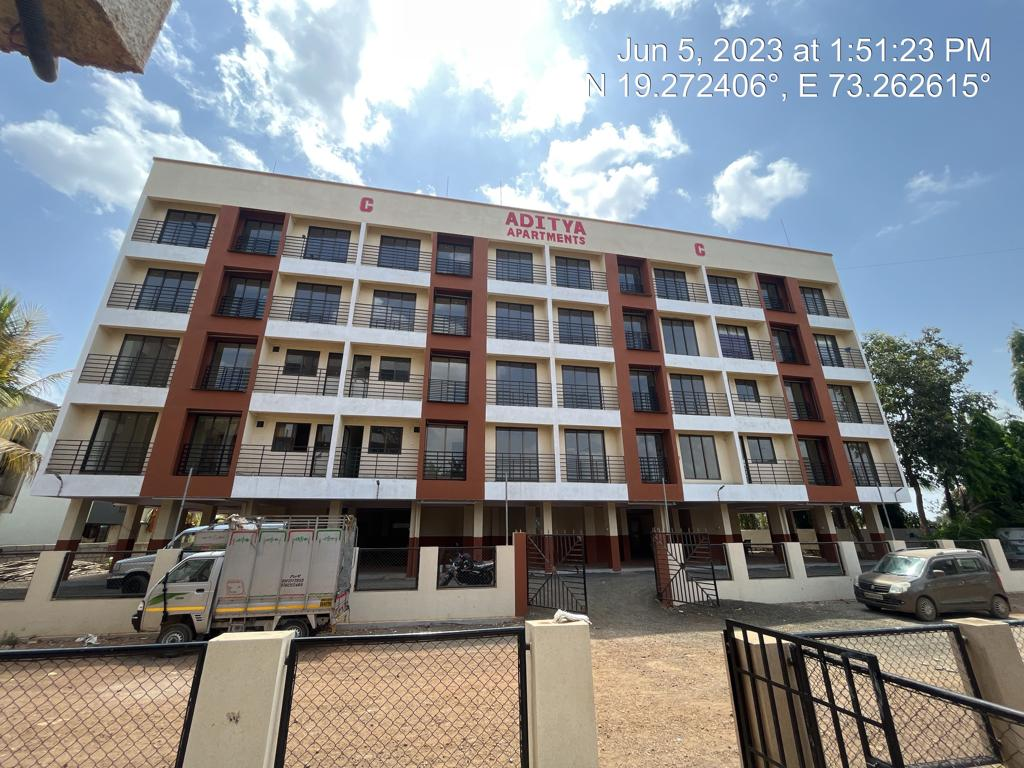 Jun 5, 2023 at 1:51:23 PM
N 19.272406°, E 73.262615°
C
ADITYA
APARTMENTS
C